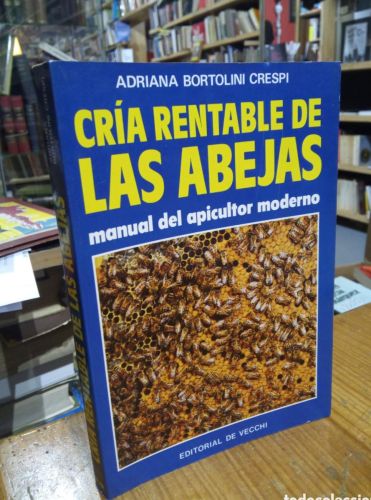 ADRIANA BORTOLINI CRESPI
CRÍA RENTABLE DE
LAS ABEJAS
manual del apicultor moderno
EDITORIAL DE VECCHI